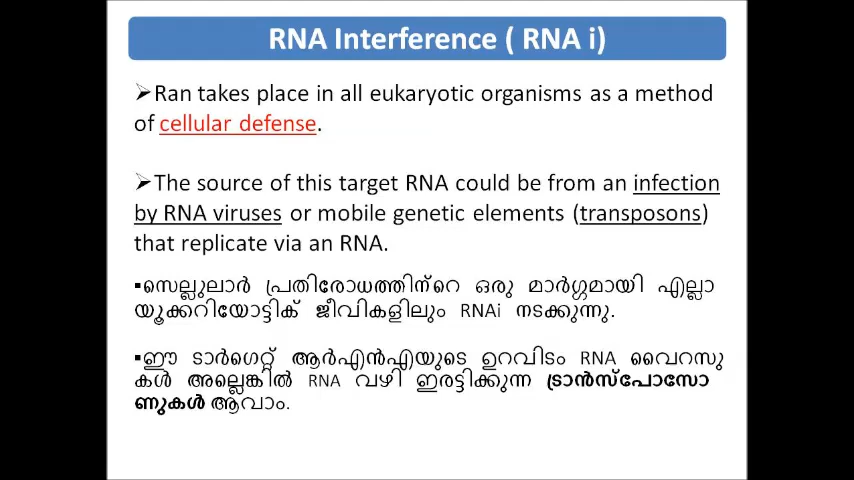 RNA Interference ( RNA i)
➢Ran takes place in all eukaryotic organisms as a method
of cellular defense.
➢The source of this target RNA could be from an infection
by RNA viruses or mobile genetic elements (transposons)
that replicate via an RNA.
▪സെല്ലുലാർ പ്രതിരോധത്തിന്റെ ഒരു മാർഗ്ഗമായി എല്ലാ
യൂക്കറിയോട്ടിക് ജീവികളിലും RNAi നടക്കുന്നു.
▪ഈ ടാർഗെറ്റ് ആർഎൻഎയുടെ ഉറവിടം RNA വൈറസു
കൾ അല്ലെങ്കിൽ RNA വഴി ഇരട്ടിക്കുന്ന ട്രാൻസ്പോസോ
ണുകൾ ആവാം.